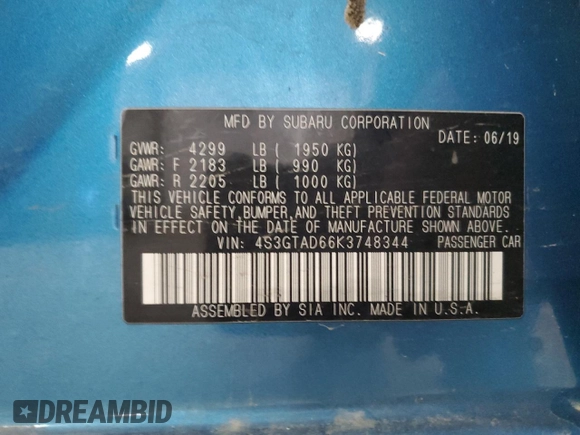 MFD BY SUBARU CORPORATION
DATE: 06/19
GVWR: 4299 LB ( 1950 KG)
GAWR: F 2183 LB ( 990 KG)
GAWR: R 2205 LB ( 1000 KG)
THIS VEHICLE CONFORMS TO ALL APPLICABLE FEDERAL MOTOR
VEHICLE SAFETY, BUMPER, AND THEFT PREVENTION STANDARDS
IN EFFECT ON THE DATE OF MANUFACTURE SHOWN ABOVE.
VIN: 4S3GTAD66K3748344 PASSENGER CAR
ASSEMBLED BY SIA INC. MADE IN U.S.A.
DREAMBID